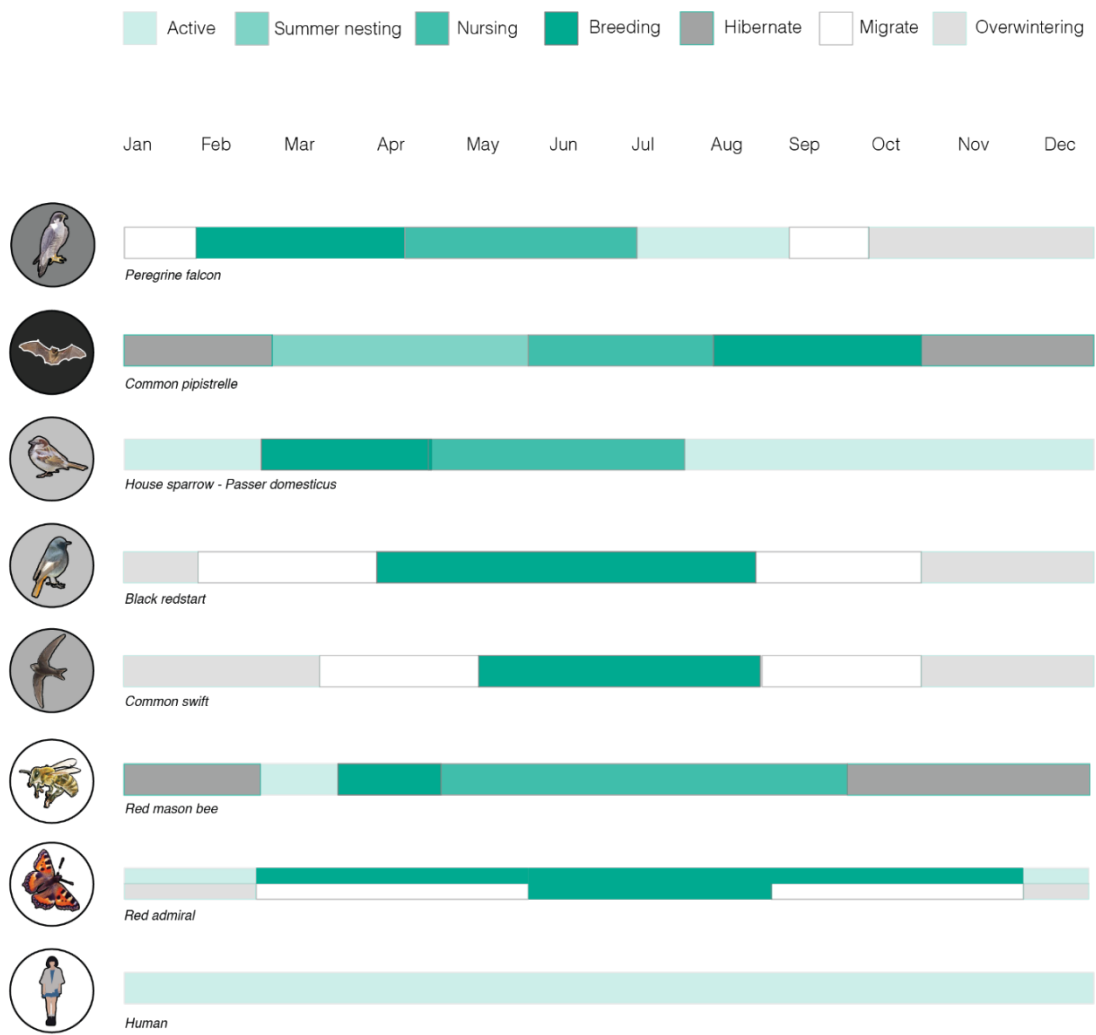 Active Summer nesting Nursing Breeding Hibernate Migrate Overwintering
Jan Feb Mar Apr May Jun Jul Aug Sep Oct Nov Dec
Peregrine falcon
Common pipistrelle
House sparrow - Passer domesticus
Black redstart
Common swift
Red mason bee
Red admiral
Human